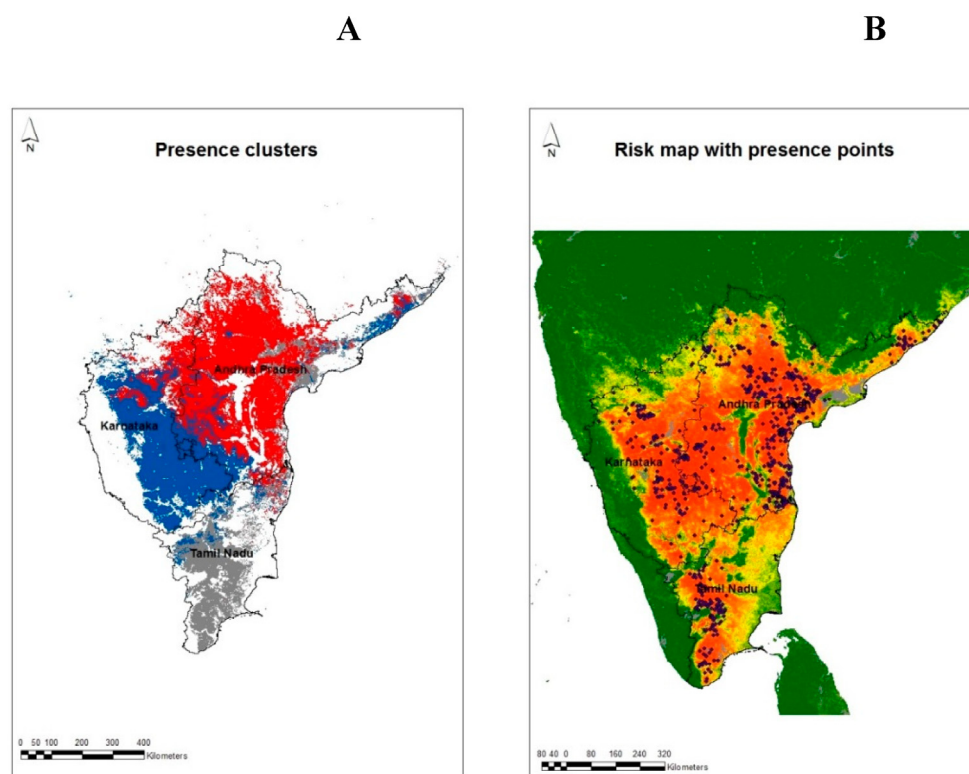 A
B
N
Presence clusters
Andhra Pradesh
Karnataka
Tamil Nadu
0 50 100 200 300 400
Kilometers
N
Risk map with presence points
Andhra Pradesh
Karnataka
Tamil Nadu
80 40 0 80 160 240 320
Kilometers